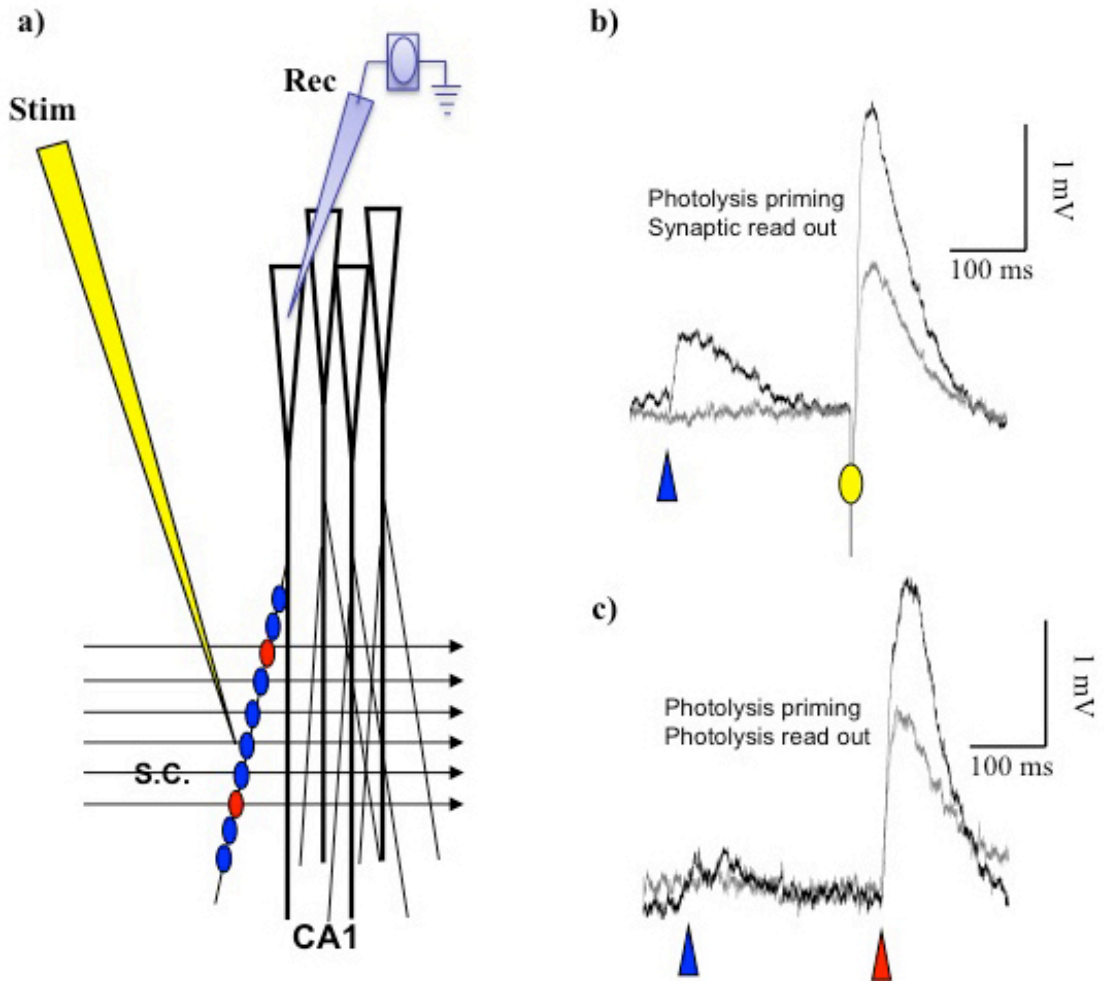 a)
Rec
Stim
S.C.
CA1
b)
Photolysis priming
Synaptic read out
1 mV
100 ms
c)
Photolysis priming
Photolysis read out
1 mV
100 ms